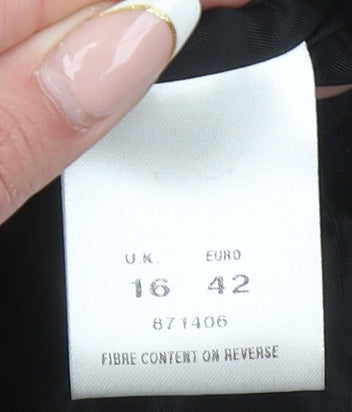 U.K. EURO
16 42
871406
FIBRE CONTENT ON REVERSE